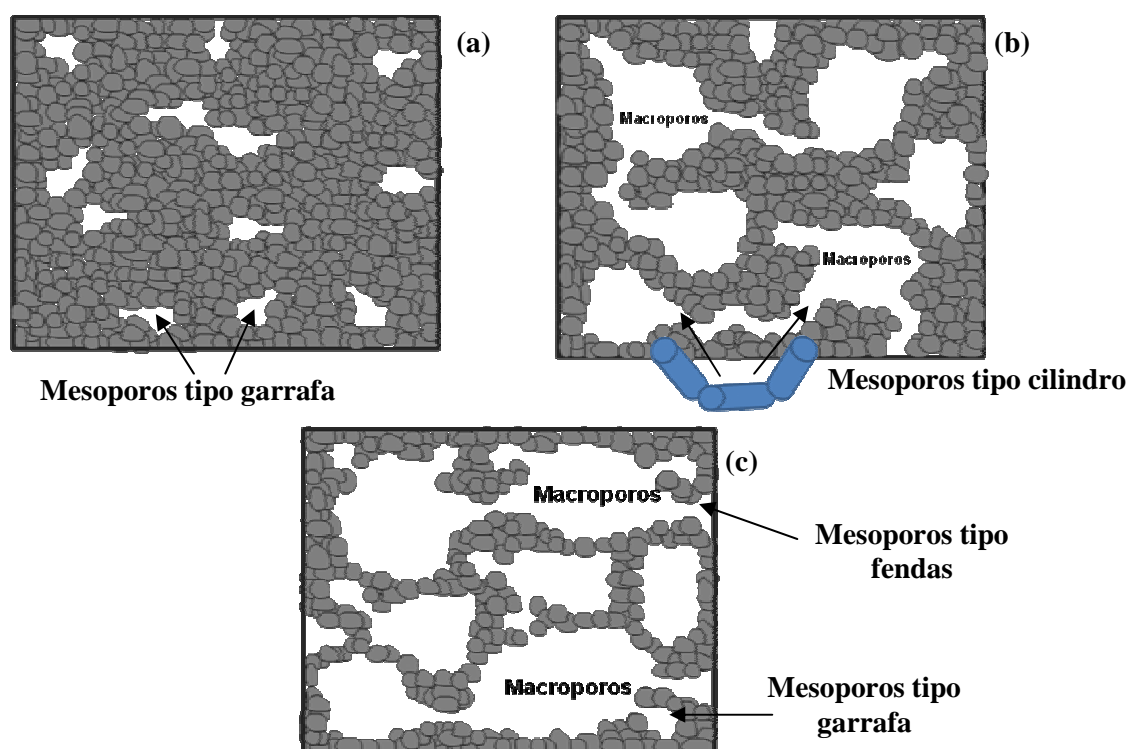 (a)
(b)
Macroporos
Macroporos
Mesoporos tipo garrafa
Mesoporos tipo cilindro
(c)
Macroporos
Mesoporos tipo
fendas
Macroporos
Mesoporos tipo
garrafa